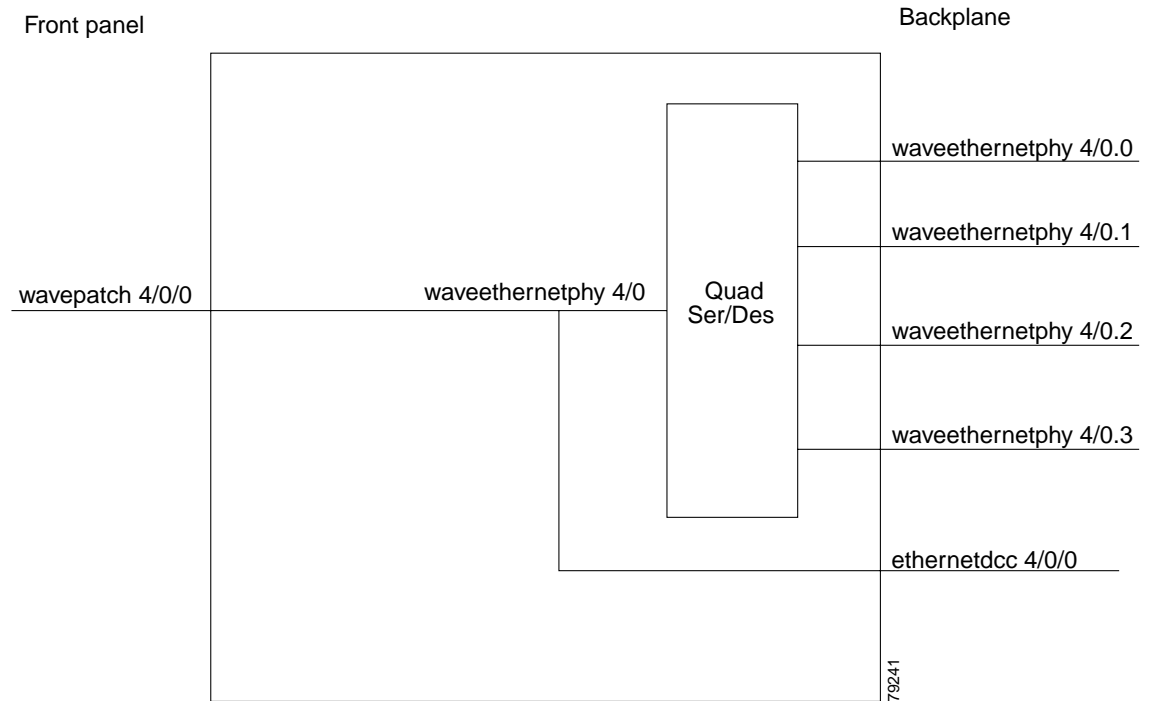 Front panel
Backplane
waveethernetphy 4/0.0
waveethernetphy 4/0.1
wavepatch 4/0/0
waveethernetphy 4/0
Quad
Ser/Des
waveethernetphy 4/0.2
waveethernetphy 4/0.3
ethernetdcc 4/0/0
79241